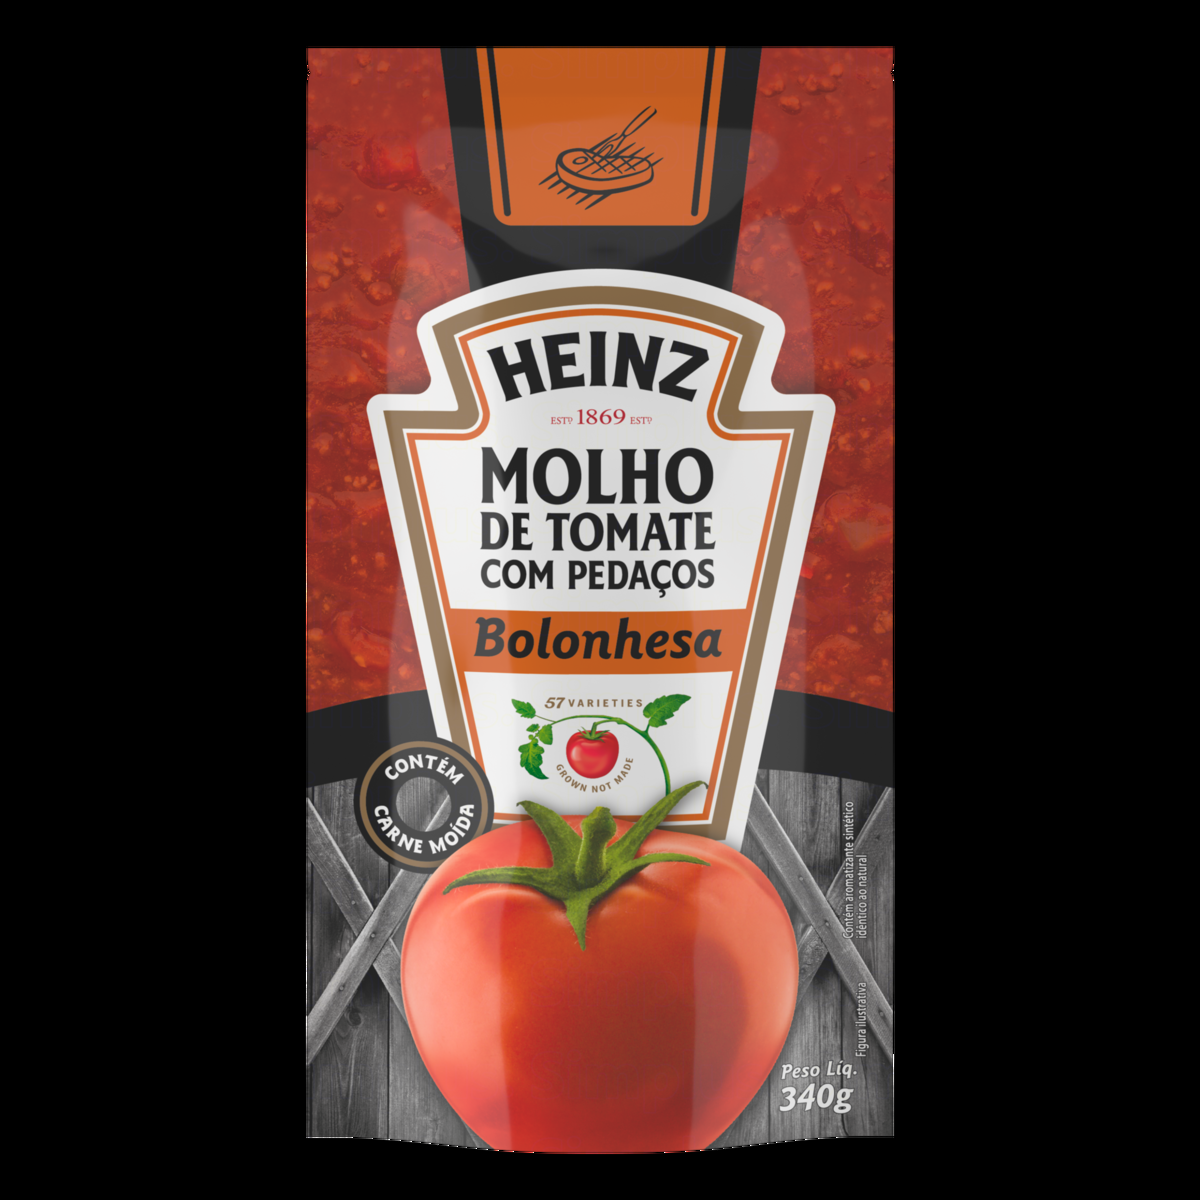 HEINZ
ESTD 1869 ESTD
MOLHO
DE TOMATE
COM PEDAÇOS
Bolonhesa
57 VARIETIES
GROWN NOT MADE
CONTÉM
CARNE MOÍDA
Contém aromatizante sintético
idêntico ao natural
Figura ilustrativa
Peso Líq.
340g